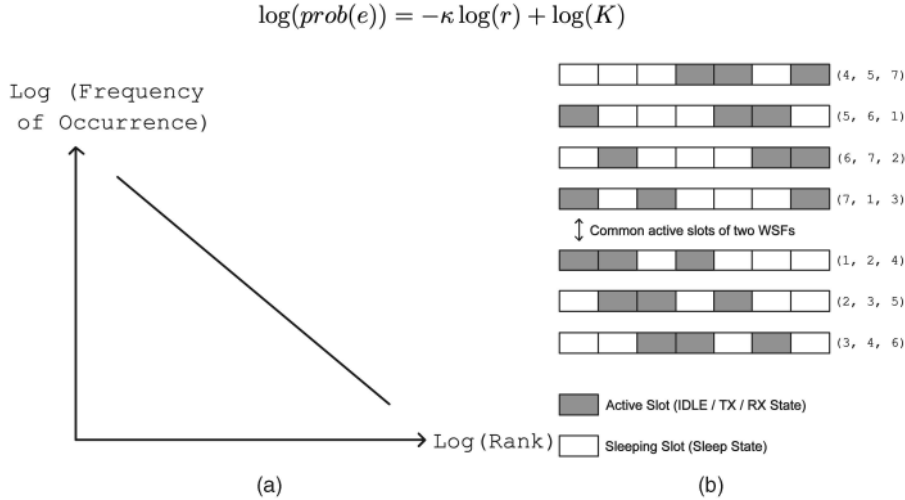 log(prob(e)) = −κ log(r) + log(K)
Log (Frequency
of Occurrence)
Log(Rank)
(a)
(4, 5, 7)
(5, 6, 1)
(6, 7, 2)
(7, 1, 3)
Common active slots of two WSFs
(1, 2, 4)
(2, 3, 5)
(3, 4, 6)
Active Slot (IDLE / TX / RX State)
Sleeping Slot (Sleep State)
(b)